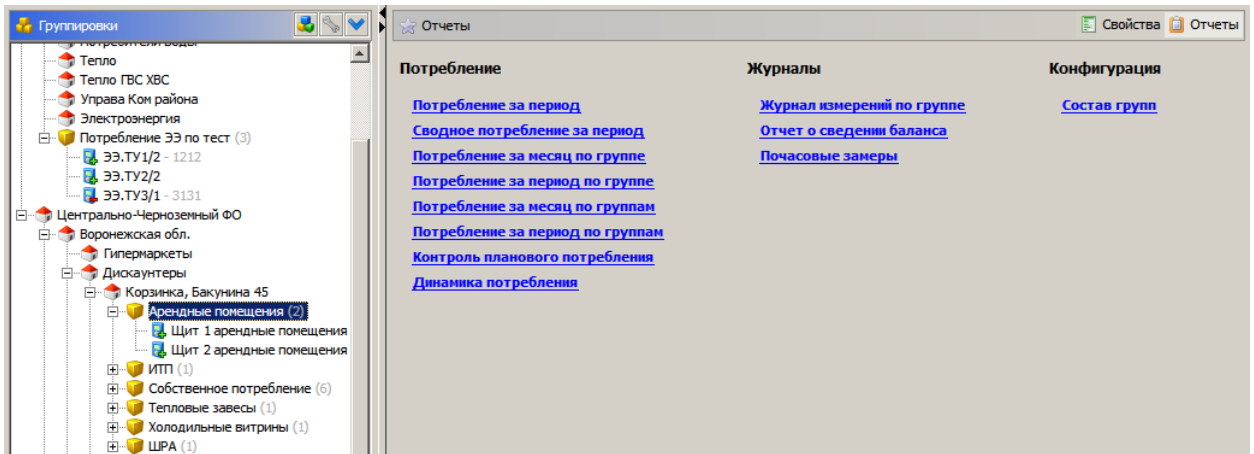 Группировки
Потребители воды
Тепло
Тепло ГВС ХВС
Управа Ком района
Электроэнергия
Потребление ЭЭ по тест (3)
ЭЭ.ТУ1/2 - 1212
ЭЭ.ТУ2/2
ЭЭ.ТУ3/1 - 3131
Центрально-Черноземный ФО
Воронежская обл.
Гипермаркеты
Дискаунтеры
Корзинка, Бакунина 45
Арендные помещения (2)
Щит 1 арендные помещения
Щит 2 арендные помещения
ИТП (1)
Собственное потребление (6)
Тепловые завесы (1)
Холодильные витрины (1)
ШРА (1)
Отчеты
Свойства
Отчеты
Потребление
Потребление за период
Сводное потребление за период
Потребление за месяц по группе
Потребление за период по группе
Потребление за месяц по группам
Потребление за период по группам
Контроль планового потребления
Динамика потребления
Журналы
Журнал измерений по группе
Отчет о сведении баланса
Почасовые замеры
Конфигурация
Состав групп